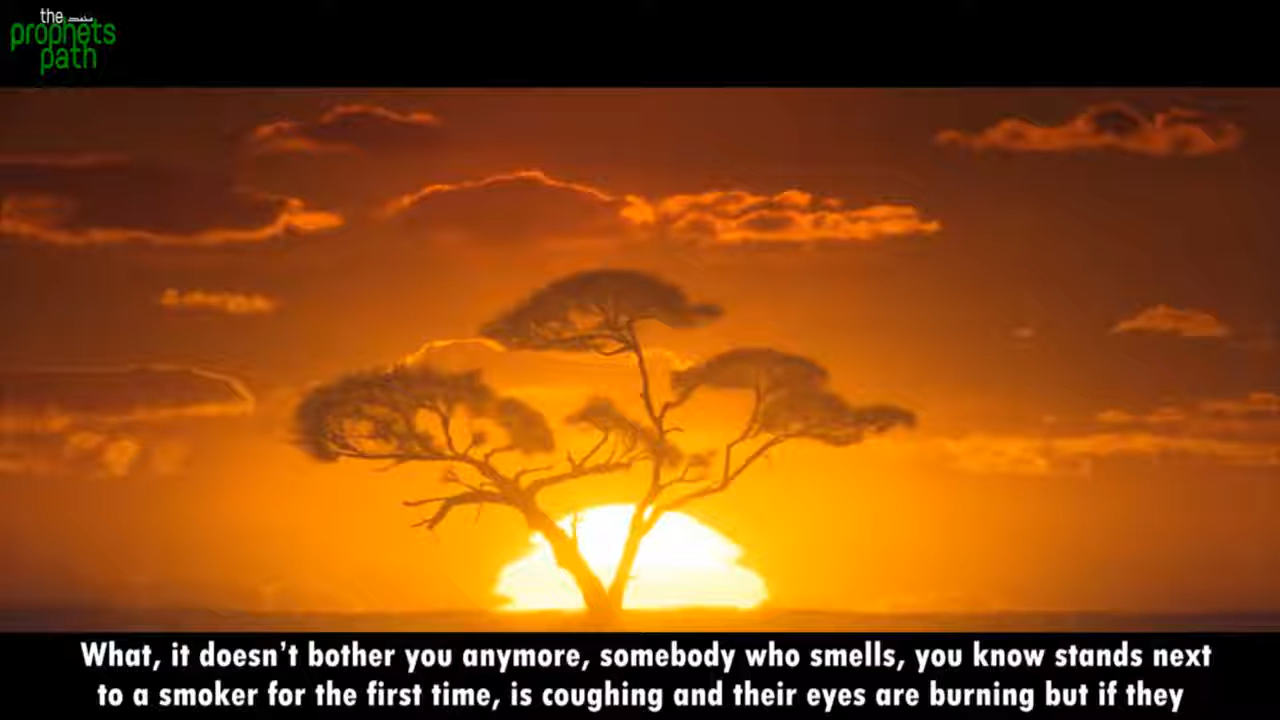 the
prophets
path
What, it doesn't bother you anymore, somebody who smells, you know stands next
to a smoker for the first time, is coughing and their eyes are burning but if they